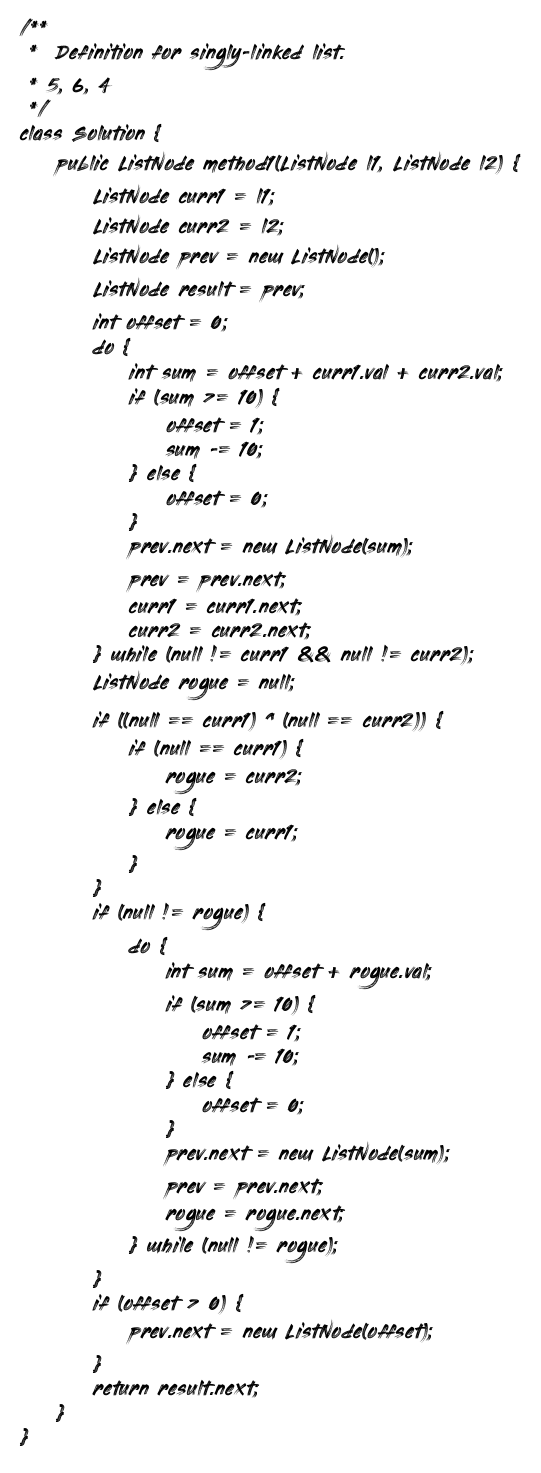 /**
 *  Definition for singly-linked list.
 * 5, 6, 4
 */
class Solution {
    public ListNode method1(ListNode l1, ListNode l2) {
        ListNode curr1 = l1;
        ListNode curr2 = l2;
        ListNode prev = new ListNode();
        ListNode result = prev;
        int offset = 0;
        do {
            int sum = offset + curr1.val + curr2.val;
            if (sum >= 10) {
                offset = 1;
                sum -= 10;
            } else {
                offset = 0;
            }
            prev.next = new ListNode(sum);
            prev = prev.next;
            curr1 = curr1.next;
            curr2 = curr2.next;
        } while (null != curr1 && null != curr2);
        ListNode rogue = null;
        if ((null == curr1) ^ (null == curr2)) {
            if (null == curr1) {
                rogue = curr2;
            } else {
                rogue = curr1;
            }
        }
        if (null != rogue) {
            do {
                int sum = offset + rogue.val;
                if (sum >= 10) {
                    offset = 1;
                    sum -= 10;
                } else {
                    offset = 0;
                }
                prev.next = new ListNode(sum);
                prev = prev.next;
                rogue = rogue.next;
            } while (null != rogue);
        }
        if (offset > 0) {
            prev.next = new ListNode(offset);
        }
        return result.next;
    }
}